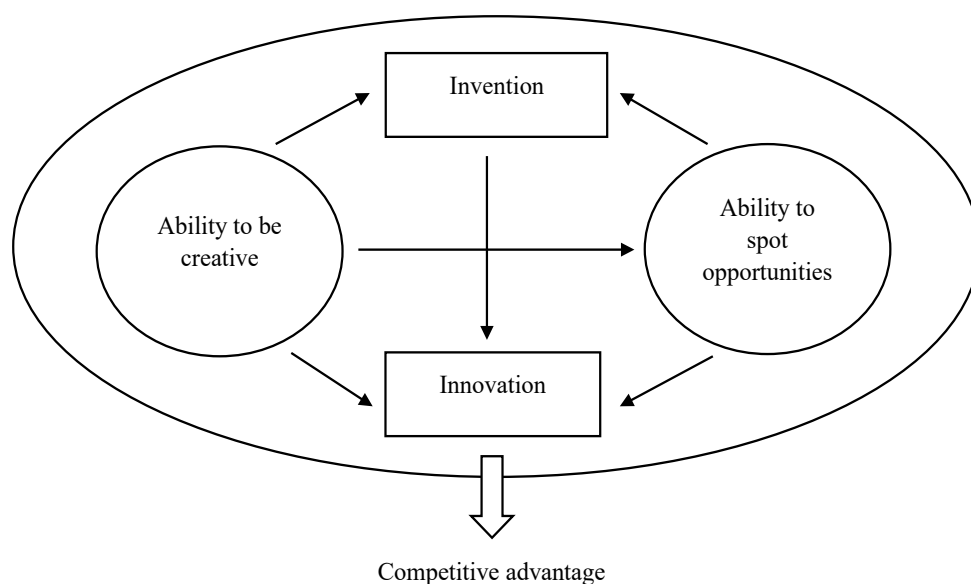 Invention
Ability to be
creative
Ability to
spot
opportunities
Innovation
Competitive advantage